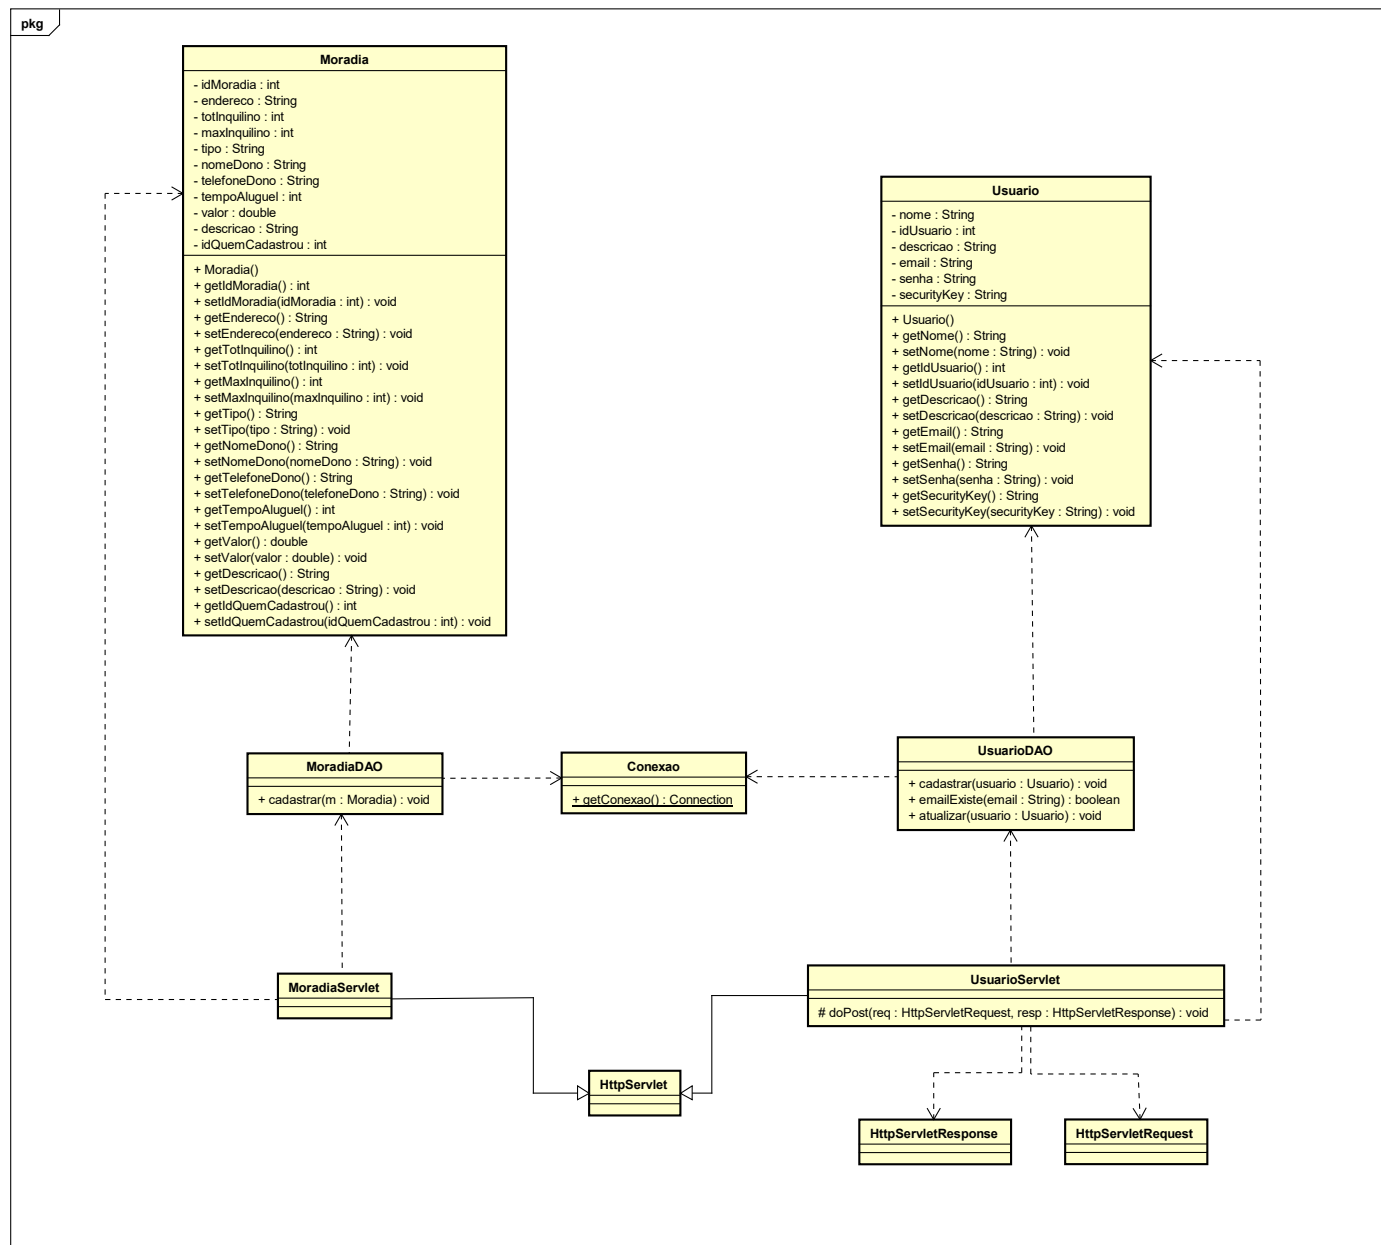 pkg
Moradia
- idMoradia : int
- endereco : String
- totInquilino : int
- maxInquilino : int
- tipo : String
- nomeDono : String
- telefoneDono : String
- tempoAluguel : int
- valor : double
- descricao : String
- idQuemCadastrou : int
+ Moradia()
+ getIdMoradia() : int
+ setIdMoradia(idMoradia : int) : void
+ getEndereco() : String
+ setEndereco(endereco : String) : void
+ getTotInquilino() : int
+ setTotInquilino(totInquilino : int) : void
+ getMaxInquilino() : int
+ setMaxInquilino(maxInquilino : int) : void
+ getTipo() : String
+ setTipo(tipo : String) : void
+ getNomeDono() : String
+ setNomeDono(nomeDono : String) : void
+ getTelefoneDono() : String
+ setTelefoneDono(telefoneDono : String) : void
+ getTempoAluguel() : int
+ setTempoAluguel(tempoAluguel : int) : void
+ getValor() : double
+ setValor(valor : double) : void
+ getDescricao() : String
+ setDescricao(descricao : String) : void
+ getIdQuemCadastrou() : int
+ setIdQuemCadastrou(idQuemCadastrou : int) : void
Usuario
- nome : String
- idUsuario : int
- descricao : String
- email : String
- senha : String
- securityKey : String
+ Usuario()
+ getNome() : String
+ setNome(nome : String) : void
+ getIdUsuario() : int
+ setIdUsuario(idUsuario : int) : void
+ getDescricao() : String
+ setDescricao(descricao : String) : void
+ getEmail() : String
+ setEmail(email : String) : void
+ getSenha() : String
+ setSenha(senha : String) : void
+ getSecurityKey() : String
+ setSecurityKey(securityKey : String) : void
MoradiaDAO
+ cadastrar(m : Moradia) : void
Conexao
+ getConexao() : Connection
UsuarioDAO
+ cadastrar(usuario : Usuario) : void
+ emailExiste(email : String) : boolean
+ atualizar(usuario : Usuario) : void
MoradiaServlet
UsuarioServlet
# doPost(req : HttpServletRequest, resp : HttpServletResponse) : void
HttpServlet
HttpServletResponse
HttpServletRequest